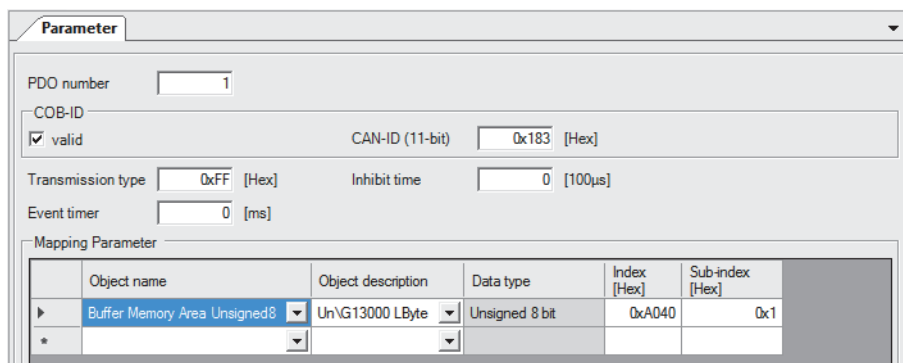 Parameter
PDO number 1
COB-ID
valid CAN-ID (11-bit) 0x183 [Hex]
Transmission type 0xFF [Hex] Inhibit time 0 [100µs]
Event timer 0 [ms]
Mapping Parameter
Object name Object description Data type Index [Hex] Sub-index [Hex]
Buffer Memory Area Unsigned8 Un\G13000 LByte Unsigned 8 bit 0xA040 0x1
*